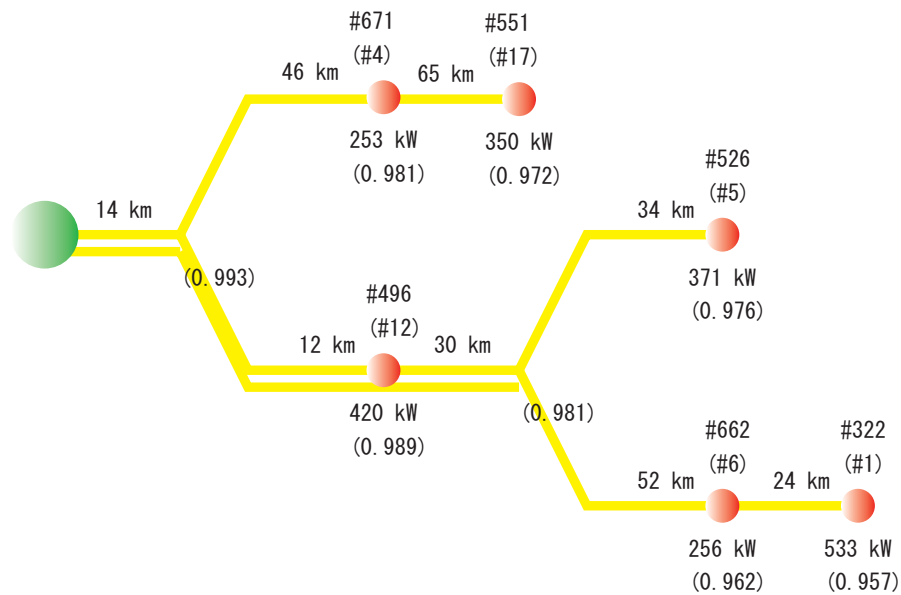 #671
(#4)
#551
(#17)
46 km
65 km
253 kW
(0.981)
350 kW
(0.972)
#526
(#5)
14 km
34 km
(0.993)
371 kW
(0.976)
#496
(#12)
12 km
30 km
420 kW
(0.989)
(0.981)
#662
(#6)
#322
(#1)
52 km
24 km
256 kW
(0.962)
533 kW
(0.957)